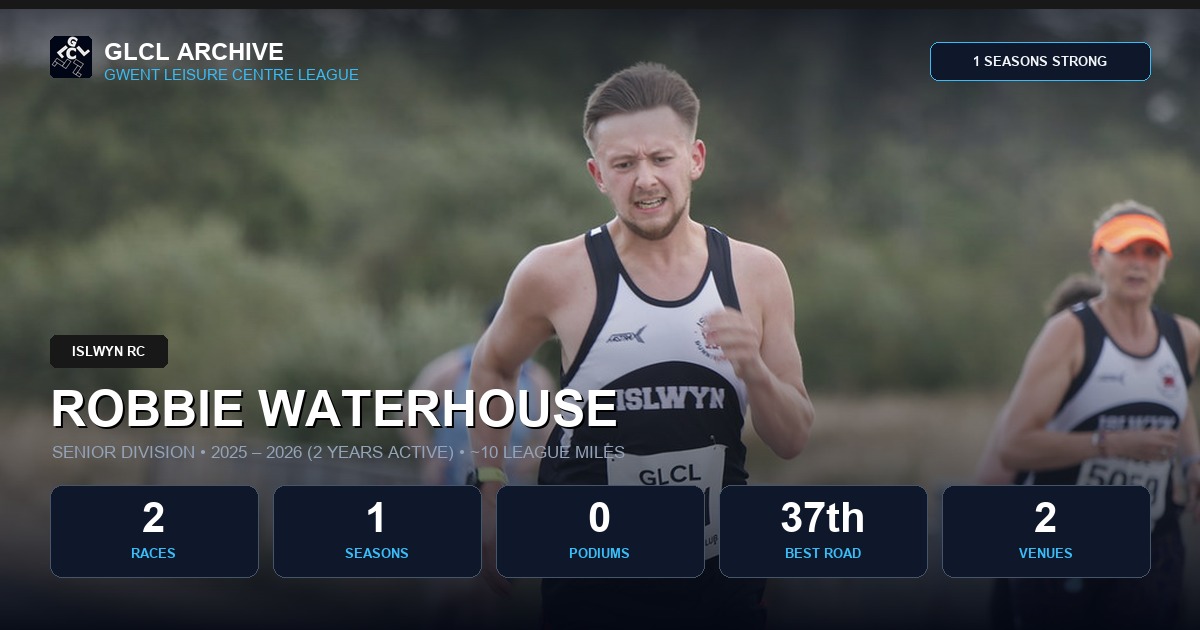 GLCL ARCHIVE
GWENT LEISURE CENTRE LEAGUE
1 SEASONS STRONG
ISLWYN RC
ROBBIE WATERHOUSE
SENIOR DIVISION • 2025 – 2026 (2 YEARS ACTIVE) • ~10 LEAGUE MILES
ISLWYN
ISLWYN
GLCL
2
RACES
1
SEASONS
0
PODIUMS
37th
BEST ROAD
2
VENUES